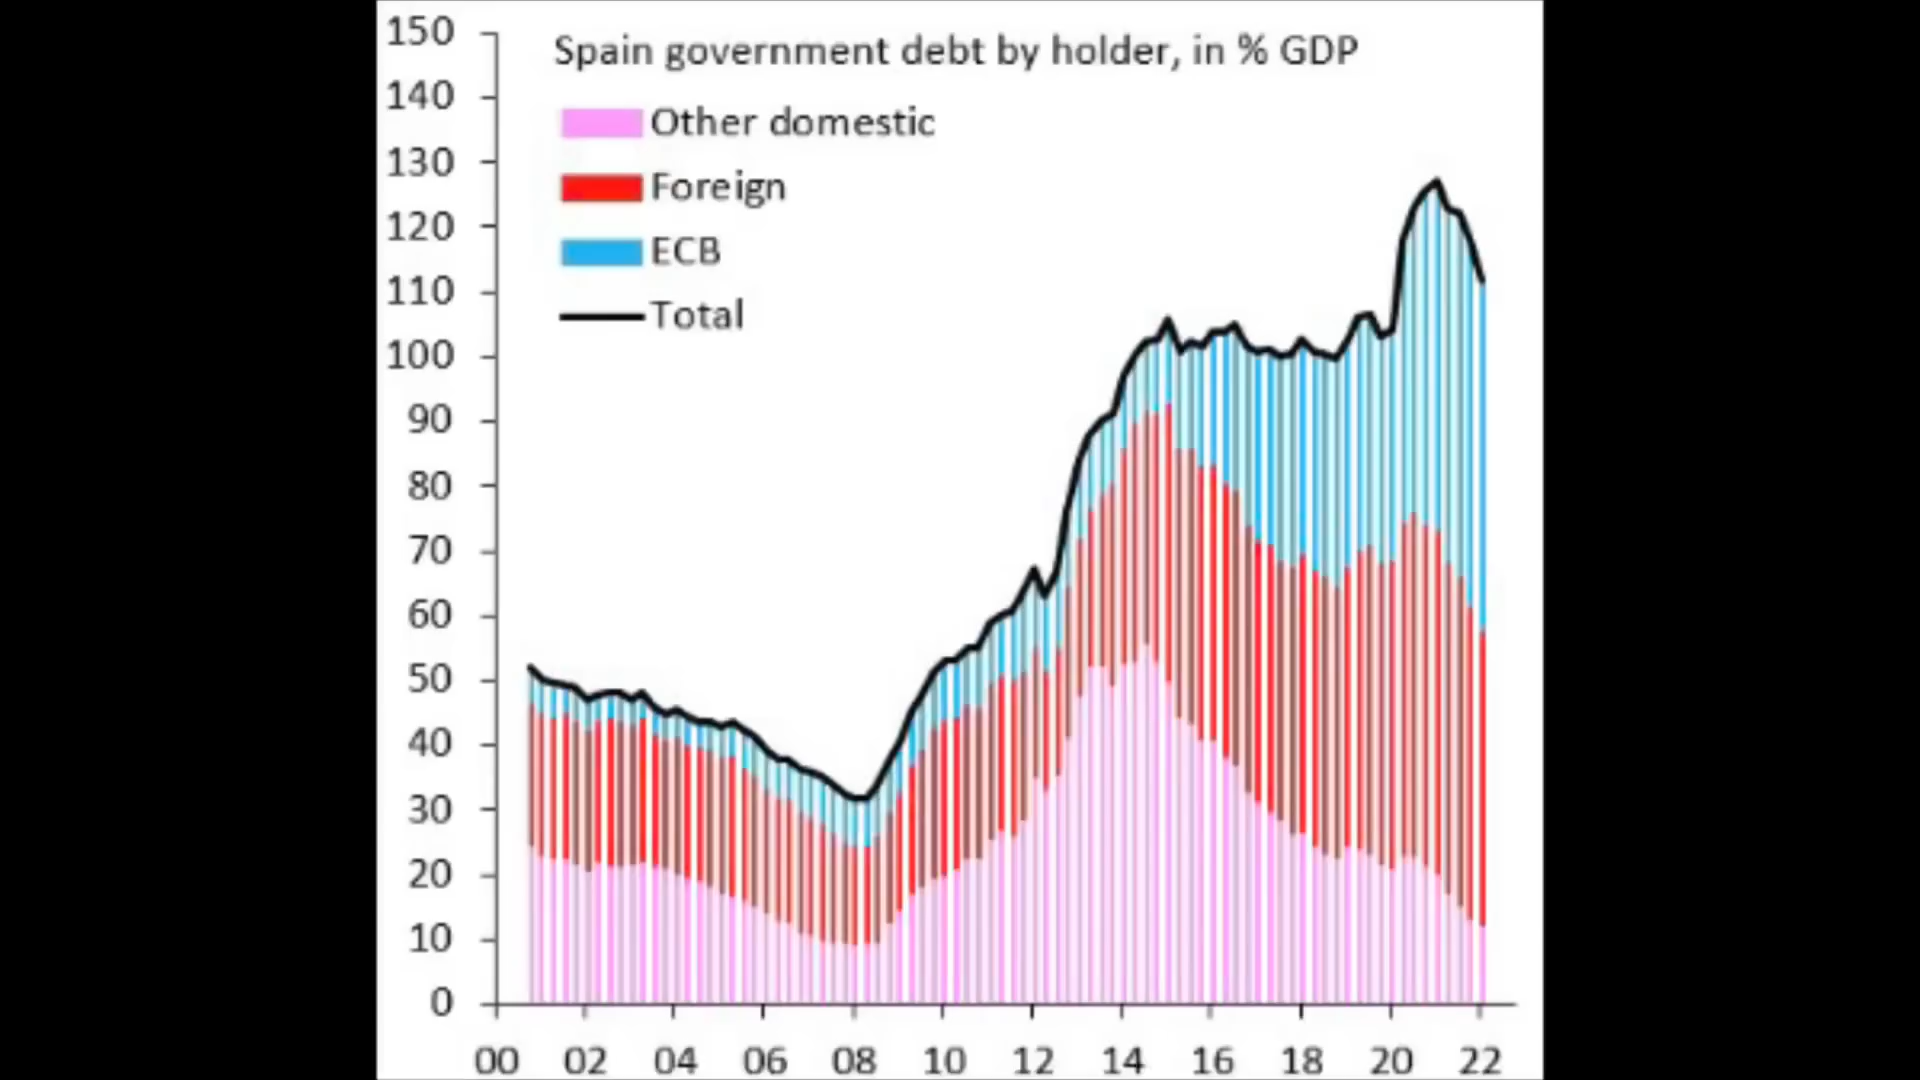 Spain government debt by holder, in % GDP
Other domestic
Foreign
ECB
Total
150
140
130
120
110
100
90
80
70
60
50
40
30
20
10
0
00 02 04 06 08 10 12 14 16 18 20 22